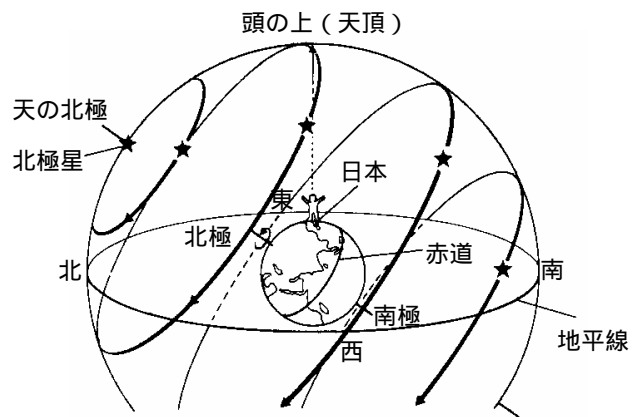 頭の上（天頂）
天の北極
北極星
日本
東
北極
赤道
北
南
南極
地平線
西